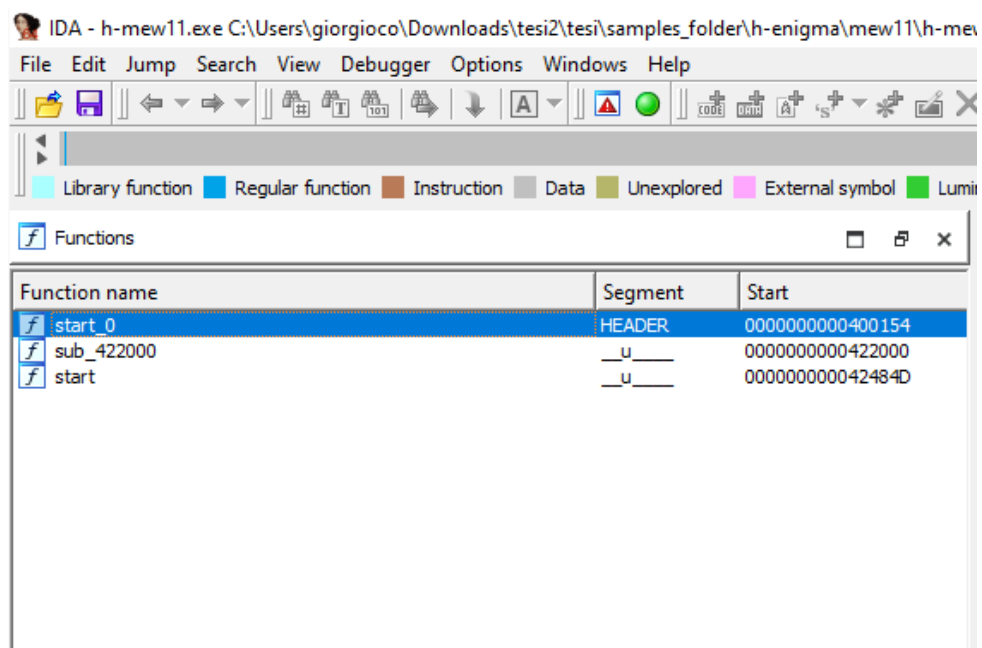 IDA - h-mew11.exe C:\Users\giorgioco\Downloads\tesi2\tesi\samples_folder\h-enigma\mew11\h-mew
File Edit Jump Search View Debugger Options Windows Help
Library function Regular function Instruction Data Unexplored External symbol Lumi
Functions
Function name Segment Start
start_0 HEADER 0000000000400154
sub_422000 __u____ 0000000000422000
start __u____ 000000000042484D